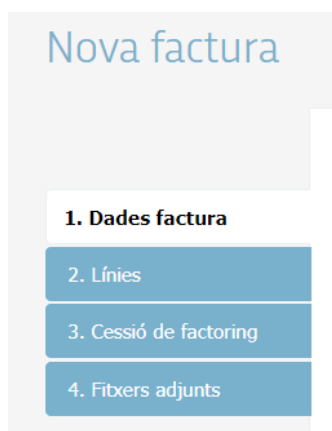 Nova factura
1. Dades factura
2. Línies
3. Cessió de factoring
4. Fitxers adjunts